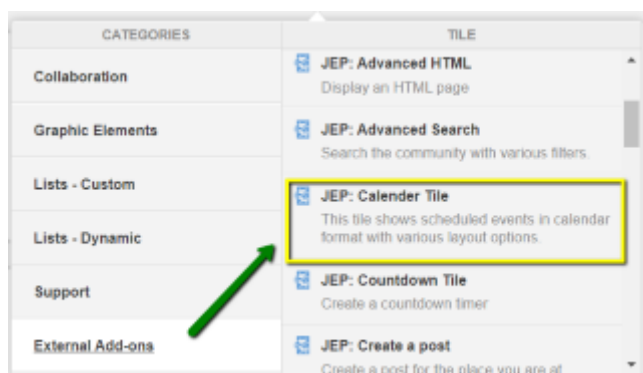 CATEGORIES
Collaboration
Graphic Elements
Lists - Custom
Lists - Dynamic
Support
External Add-ons
TILE
JEP: Advanced HTML
Display an HTML page
JEP: Advanced Search
Search the community with various filters.
JEP: Calender Tile
This tile shows scheduled events in calendar
format with various layout options.
JEP: Countdown Tile
Create a countdown timer
JEP: Create a post
Create a post for the place you are at